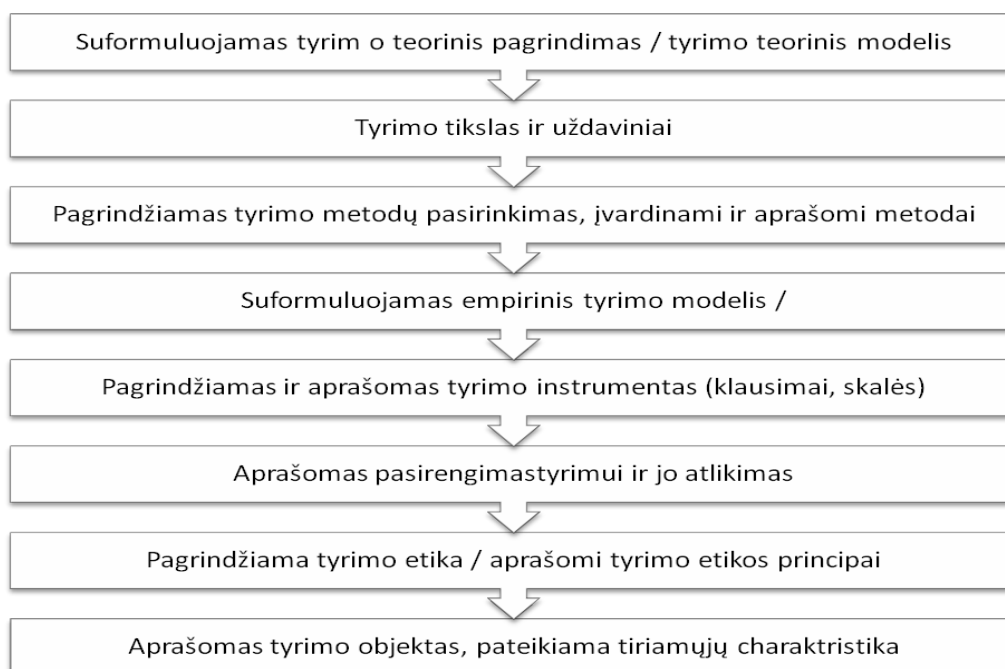 Suformuluojamas tyrim o teorinis pagrindimas / tyrimo teorinis modelis
Tyrimo tikslas ir uždaviniai
Pagrindžiamas tyrimo metodų pasirinkimas, įvardinami ir aprašomi metodai
Suformuluojamas empirinis tyrimo modelis /
Pagrindžiamas ir aprašomas tyrimo instrumentas (klausimai, skalės)
Aprašomas pasirengimastyrimui ir jo atlikimas
Pagrindžiama tyrimo etika / aprašomi tyrimo etikos principai
Aprašomas tyrimo objektas, pateikiama tiriamųjų charaktristika